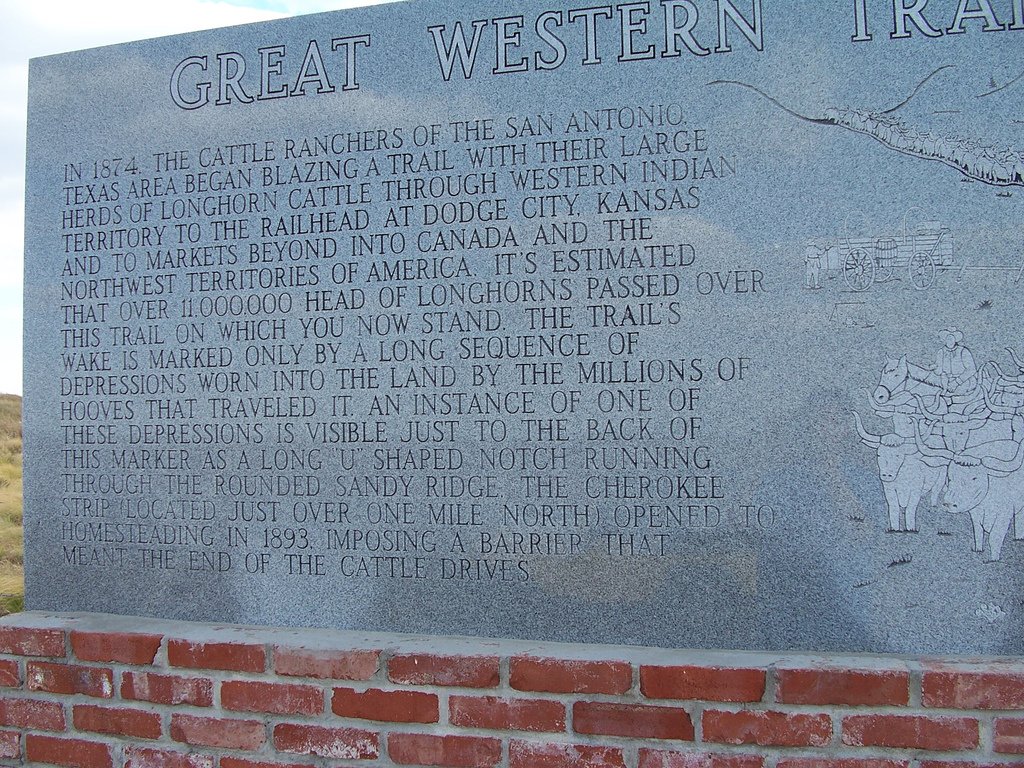 GREAT WESTERN TRAI
IN 1874, THE CATTLE RANCHERS OF THE SAN ANTONIO,
TEXAS AREA BEGAN BLAZING A TRAIL WITH THEIR LARGE
HERDS OF LONGHORN CATTLE THROUGH WESTERN INDIAN
TERRITORY TO THE RAILHEAD AT DODGE CITY, KANSAS
AND TO MARKETS BEYOND INTO CANADA AND THE
NORTHWEST TERRITORIES OF AMERICA. IT'S ESTIMATED
THAT OVER 11,000,000 HEAD OF LONGHORNS PASSED OVER
THIS TRAIL ON WHICH YOU NOW STAND. THE TRAIL'S
WAKE IS MARKED ONLY BY A LONG SEQUENCE OF
DEPRESSIONS WORN INTO THE LAND BY THE MILLIONS OF
HOOVES THAT TRAVELED IT. AN INSTANCE OF ONE OF
THESE DEPRESSIONS IS VISIBLE JUST TO THE BACK OF
THIS MARKER AS A LONG "U" SHAPED NOTCH RUNNING
THROUGH THE ROUNDED SANDY RIDGE. THE CHEROKEE
STRIP (LOCATED JUST OVER ONE MILE NORTH) OPENED TO
HOMESTEADING IN 1893, IMPOSING A BARRIER THAT
MEANT THE END OF THE CATTLE DRIVES.